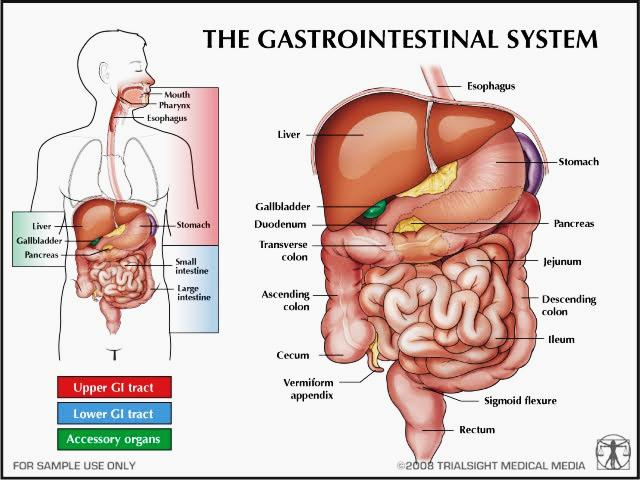 THE GASTROINTESTINAL SYSTEM
Mouth
Pharynx
Esophagus
Liver
Gallbladder
Pancreas
Stomach
Small
intestine
Large
intestine
Upper GI tract
Lower GI tract
Accessory organs
Esophagus
Liver
Stomach
Gallbladder
Duodenum
Pancreas
Transverse
colon
Jejunum
Ascending
colon
Descending
colon
Ileum
Cecum
Vermiform
appendix
Sigmoid flexure
Rectum
FOR SAMPLE USE ONLY
©2008 TRIALSIGHT MEDICAL MEDIA